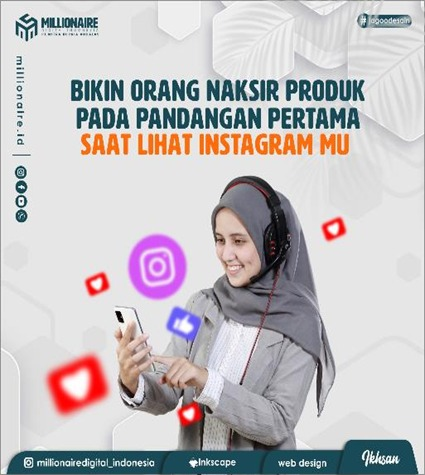 MILLIONAIRE
# lagoodesain
millionaire.id
BIKIN ORANG NAKSIR PRODUK
PADA PANDANGAN PERTAMA
SAAT LIHAT INSTAGRAM MU
millionairedigital_indonesia
Inkscape
web design
Ikhsan